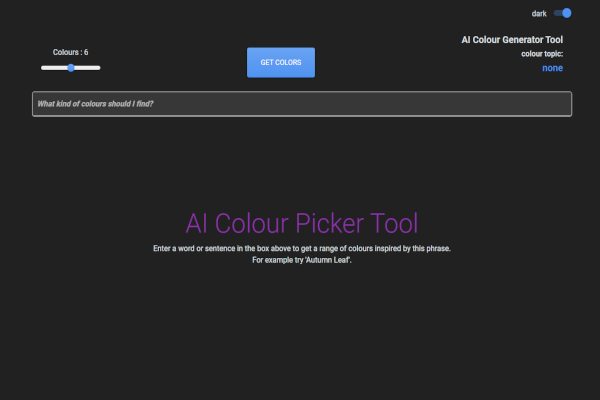 dark
AI Colour Generator Tool
Colours : 6
colour topic:
GET COLORS
none
What kind of colours should I find?
AI Colour Picker Tool
Enter a word or sentence in the box above to get a range of colours inspired by this phrase.
For example try 'Autumn Leaf'.